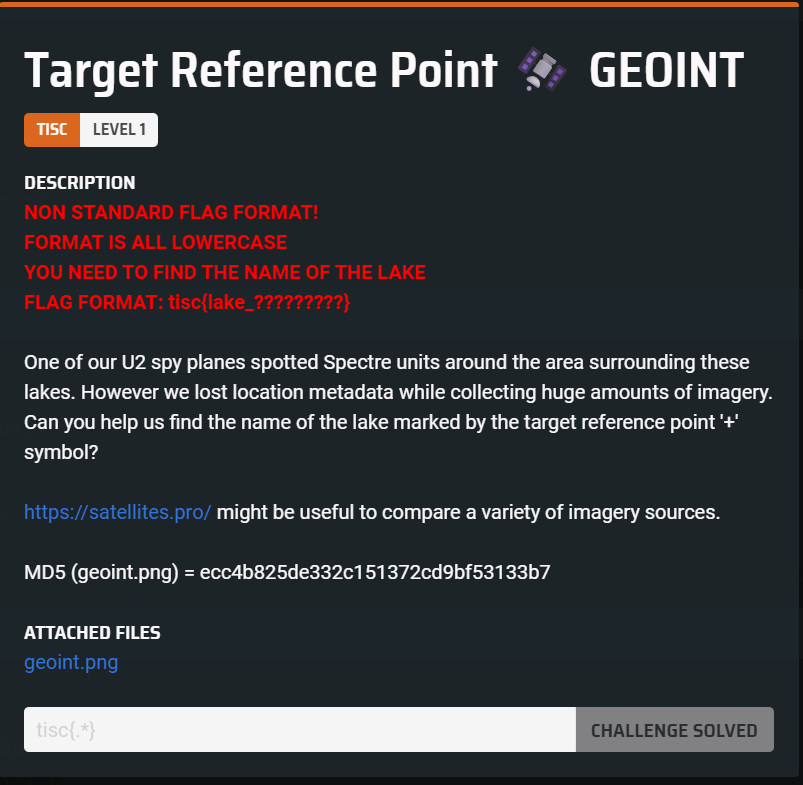 Target Reference Point 🛰 GEOINT
TISC LEVEL 1
DESCRIPTION
NON STANDARD FLAG FORMAT!
FORMAT IS ALL LOWERCASE
YOU NEED TO FIND THE NAME OF THE LAKE
FLAG FORMAT: tisc{lake_?????????}
One of our U2 spy planes spotted Spectre units around the area surrounding these
lakes. However we lost location metadata while collecting huge amounts of imagery.
Can you help us find the name of the lake marked by the target reference point '+'
symbol?
https://satellites.pro/ might be useful to compare a variety of imagery sources.
MD5 (geoint.png) = ecc4b825de332c151372cd9bf53133b7
ATTACHED FILES
geoint.png
tisc{.*} CHALLENGE SOLVED